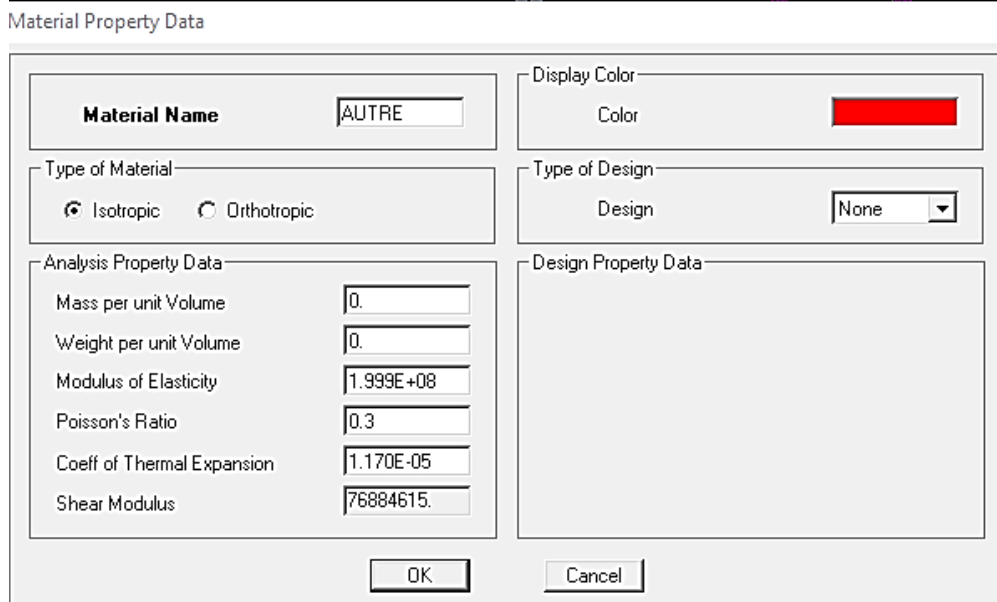 Material Property Data
Material Name AUTRE
Display Color
Color
Type of Material
Isotropic Orthotropic
Type of Design
Design None
Analysis Property Data
Mass per unit Volume 0.
Weight per unit Volume 0.
Modulus of Elasticity 1.999E+08
Poisson's Ratio 0.3
Coeff of Thermal Expansion 1.170E-05
Shear Modulus 76884615.
Design Property Data
OK Cancel